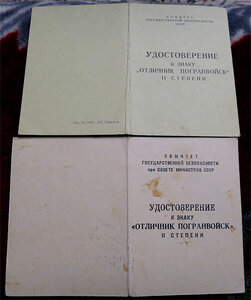 КОМИТЕТ
ГОСУДАРСТВЕННОЙ БЕЗОПАСНОСТИ
СССР
УДОСТОВЕРЕНИЕ
К ЗНАКУ
„ОТЛИЧНИК ПОГРАНВОЙСК"
II СТЕПЕНИ
КОМИТЕТ
ГОСУДАРСТВЕННОЙ БЕЗОПАСНОСТИ
при СОВЕТЕ МИНИСТРОВ СССР
УДОСТОВЕРЕНИЕ
К ЗНАКУ
«ОТЛИЧНИК ПОГРАНВОЙСК»
II СТЕПЕНИ